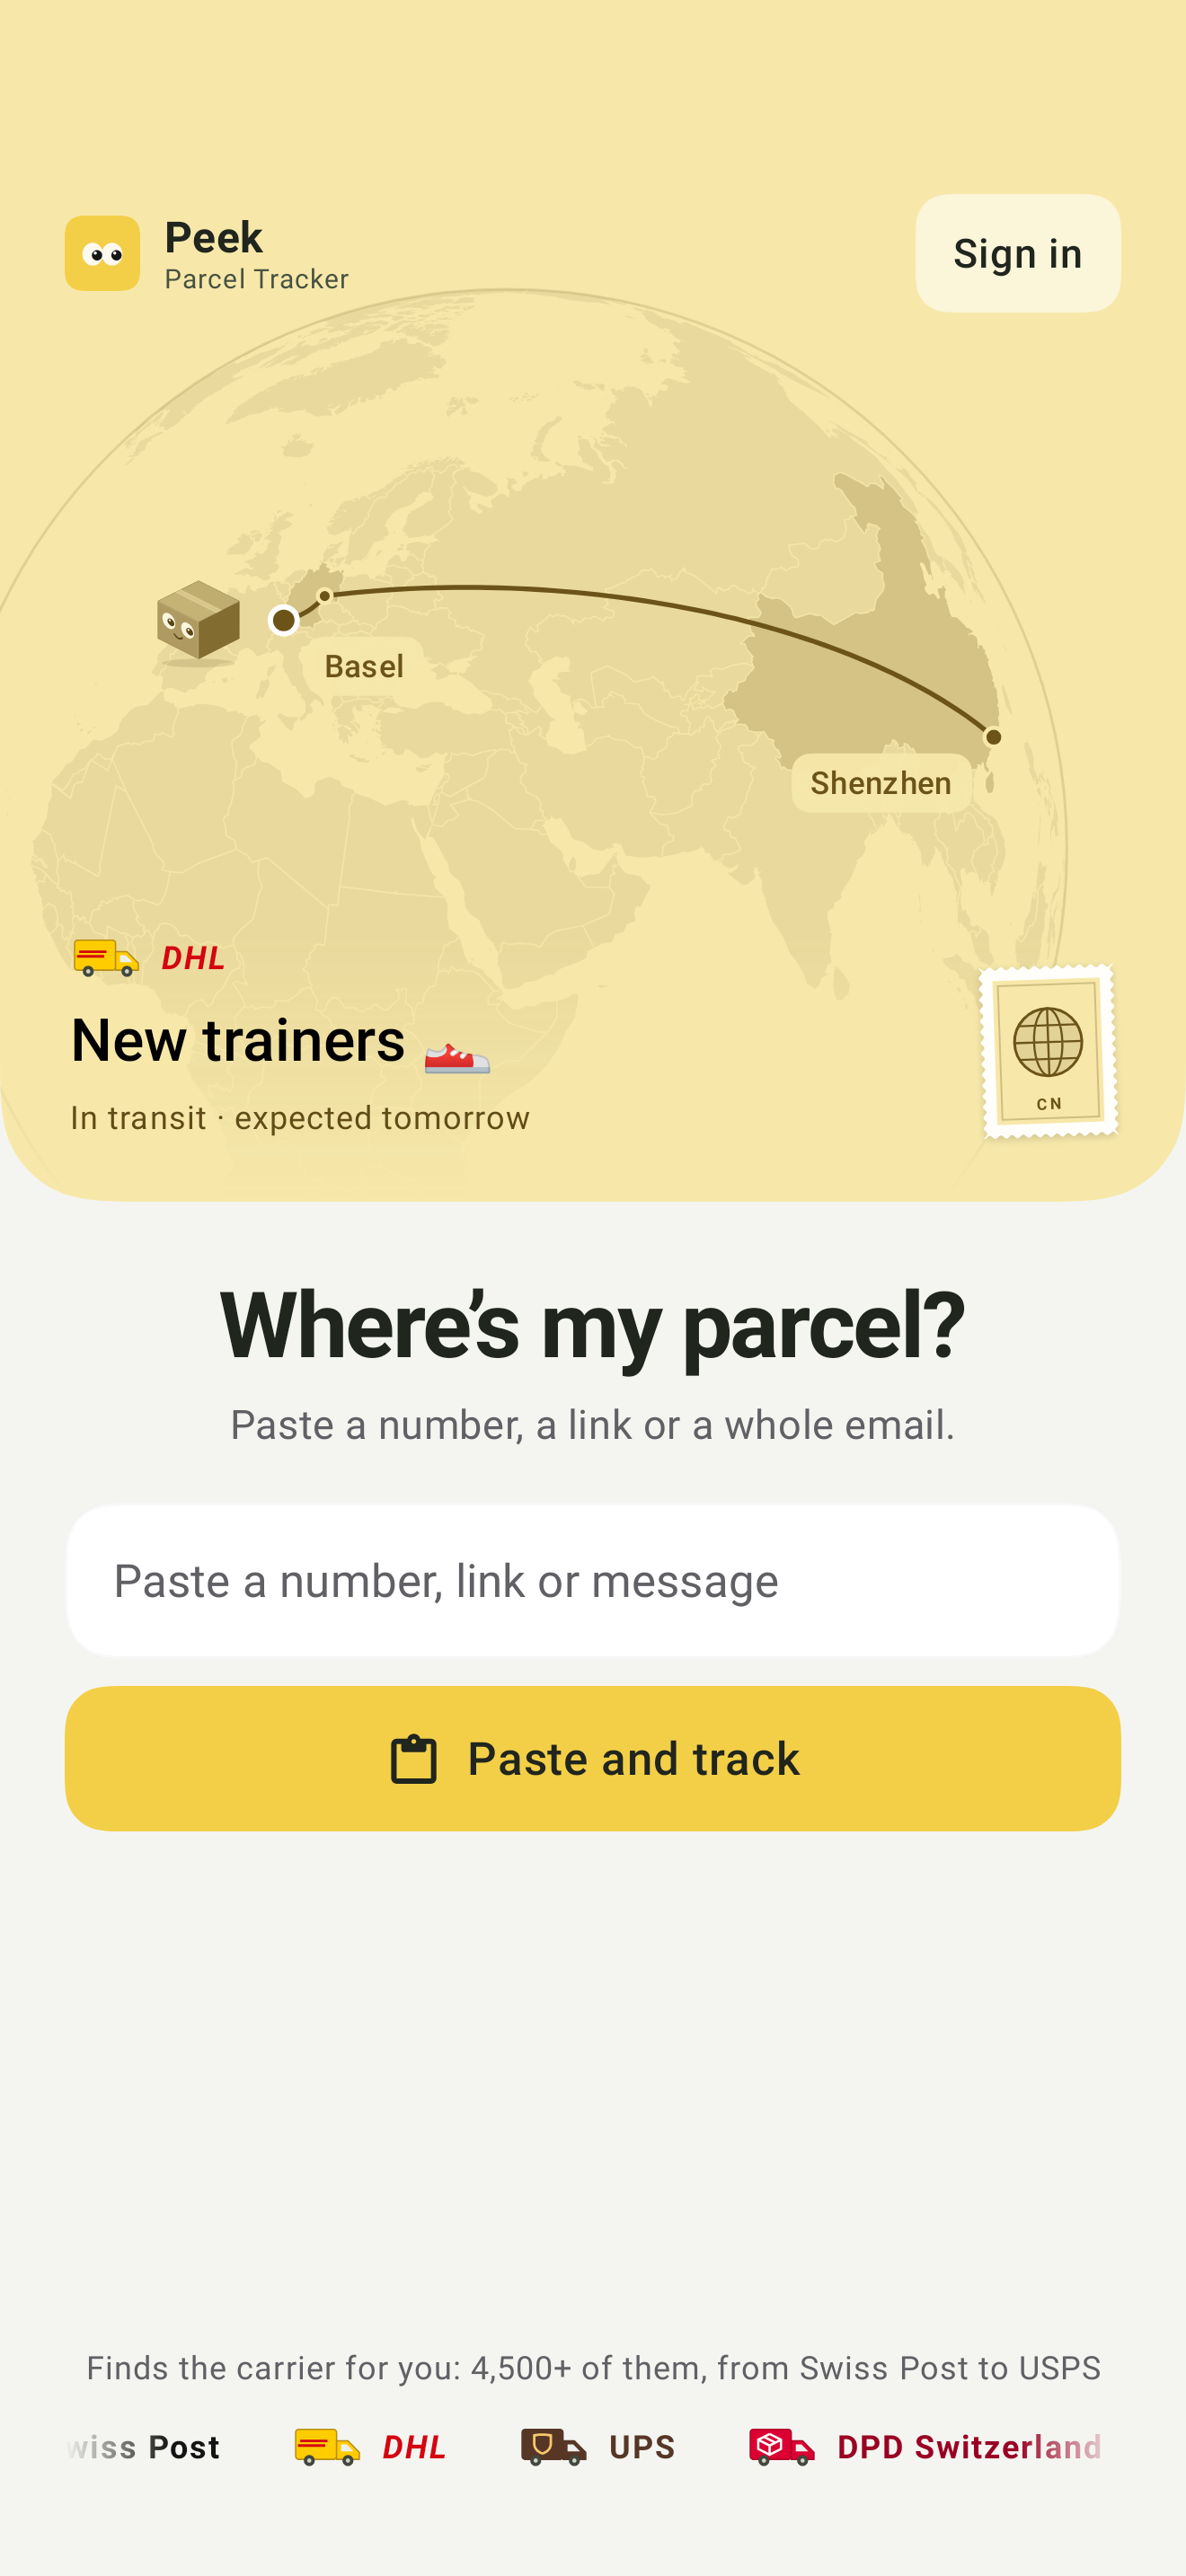 Peek
Parcel Tracker
Sign in
Basel
Shenzhen
DHL
New trainers
In transit · expected tomorrow
CN
Where’s my parcel?
Paste a number, a link or a whole email.
Paste a number, link or message
Paste and track
Finds the carrier for you: 4,500+ of them, from Swiss Post to USPS
wiss Post DHL UPS DPD Switzerland